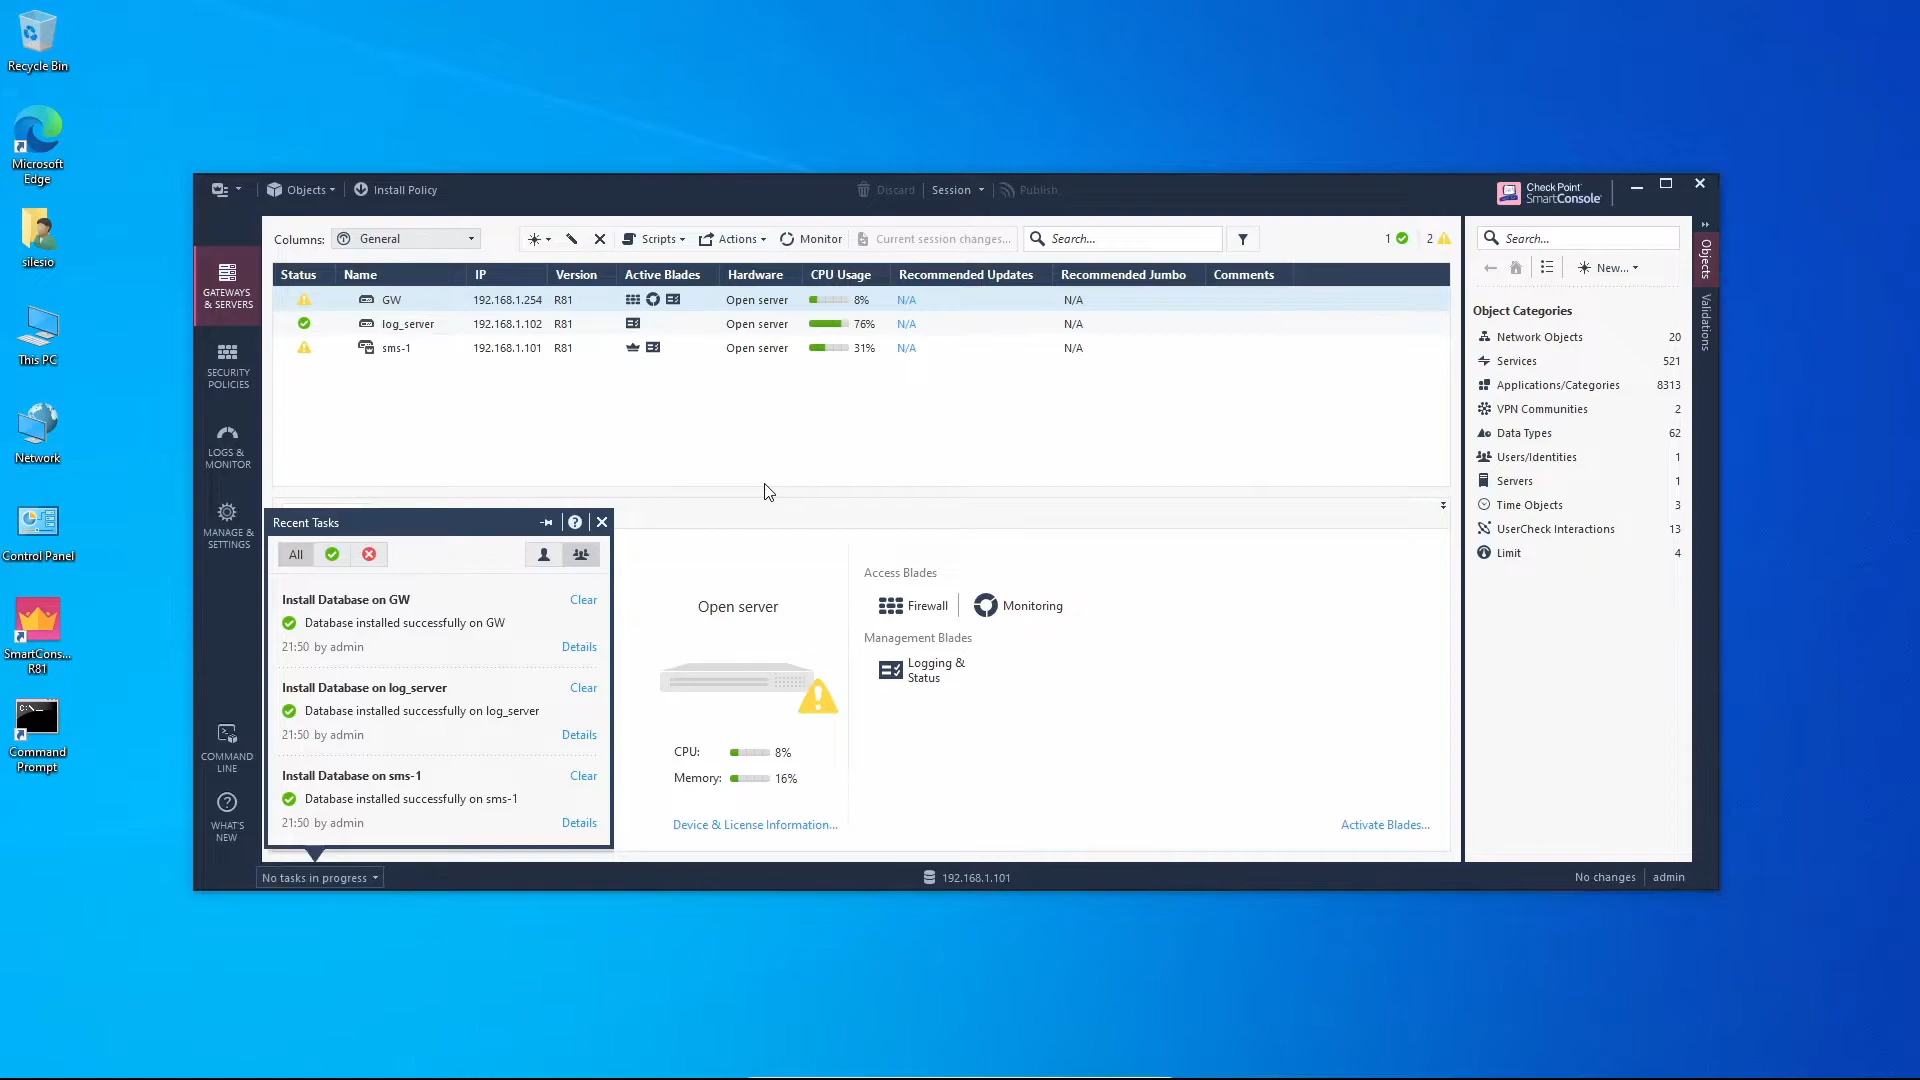 Recycle Bin
Microsoft
Edge
silesio
This PC
Network
Control Panel
SmartCons...
R81
C:\_
Command
Prompt
Objects
Install Policy
Discard
Session
Publish
Check Point
SmartConsole
GATEWAYS
& SERVERS
SECURITY
POLICIES
LOGS &
MONITOR
MANAGE &
SETTINGS
COMMAND
LINE
WHAT'S
NEW
Columns: General
Scripts
Actions
Monitor
Current session changes...
Search...
1
2
Status Name IP Version Active Blades Hardware CPU Usage Recommended Updates Recommended Jumbo Comments
GW 192.168.1.254 R81 Open server 8% N/A N/A
log_server 192.168.1.102 R81 Open server 76% N/A N/A
sms-1 192.168.1.101 R81 Open server 31% N/A N/A
Recent Tasks
All
Install Database on GW Clear
Database installed successfully on GW
21:50 by admin Details
Install Database on log_server Clear
Database installed successfully on log_server
21:50 by admin Details
Install Database on sms-1 Clear
Database installed successfully on sms-1
21:50 by admin Details
Open server
CPU: 8%
Memory: 16%
Device & License Information...
Access Blades
Firewall
Monitoring
Management Blades
Logging &
Status
Activate Blades...
Search...
New...
Object Categories
Network Objects 20
Services 521
Applications/Categories 8313
VPN Communities 2
Data Types 62
Users/Identities 1
Servers 1
Time Objects 3
UserCheck Interactions 13
Limit 4
Objects
Validations
No tasks in progress
192.168.1.101
No changes
admin